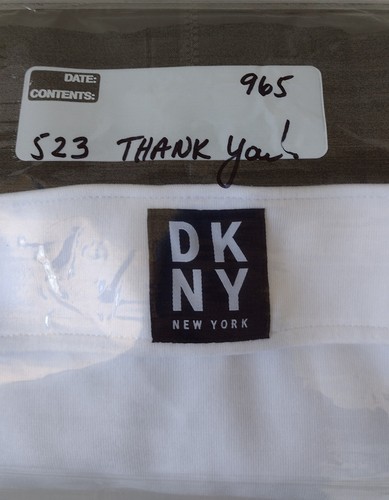 DATE:
965
CONTENTS:
523 THANK You!
DK
NY
NEW YORK